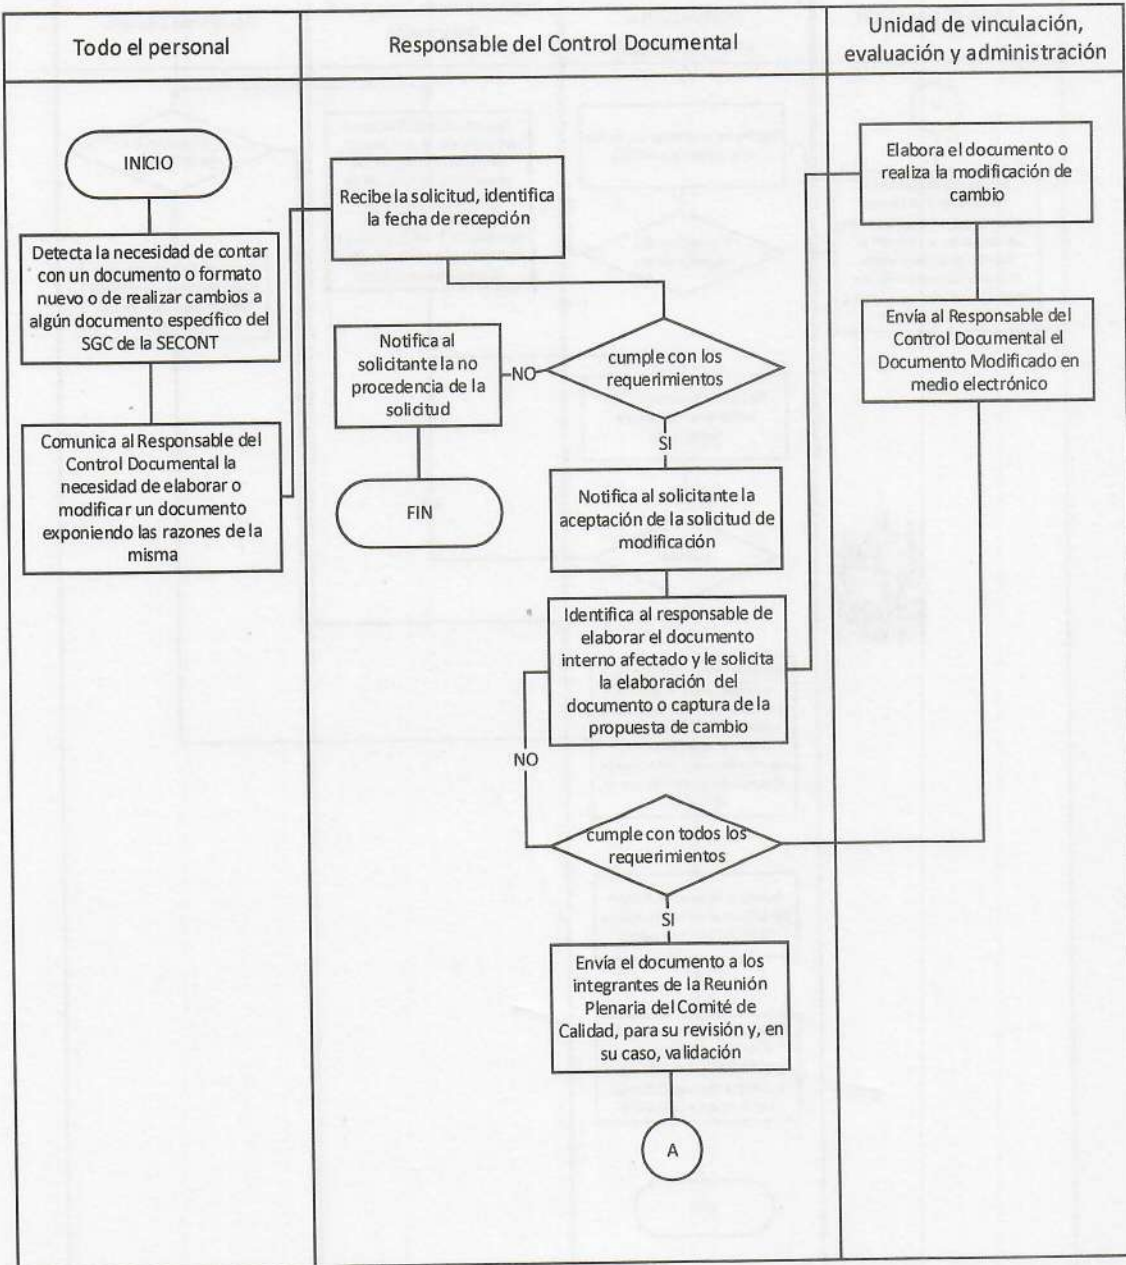 Todo el personal
Responsable del Control Documental
Unidad de vinculación,
evaluación y administración
INICIO
Detecta la necesidad de contar
con un documento o formato
nuevo o de realizar cambios a
algún documento específico del
SGC de la SECONT
Comunica al Responsable del
Control Documental la
necesidad de elaborar o
modificar un documento
exponiendo las razones de la
misma
Recibe la solicitud, identifica
la fecha de recepción
cumple con los
requerimientos
NO
Notifica al
solicitante la no
procedencia de la
solicitud
FIN
SI
Notifica al solicitante la
aceptación de la solicitud de
modificación
Identifica al responsable de
elaborar el documento
interno afectado y le solicita
la elaboración del
documento o captura de la
propuesta de cambio
Elabora el documento o
realiza la modificación de
cambio
Envía al Responsable del
Control Documental el
Documento Modificado en
medio electrónico
NO
cumple con todos los
requerimientos
SI
Envía el documento a los
integrantes de la Reunión
Plenaria del Comité de
Calidad, para su revisión y, en
su caso, validación
A